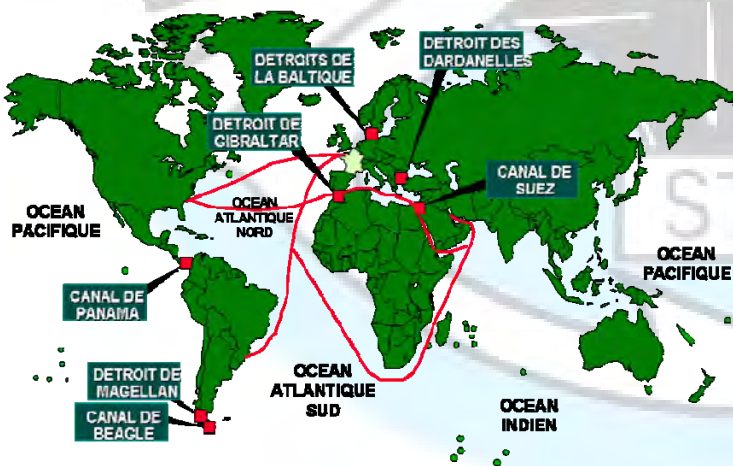 DETROITS DE
LA BALTIQUE
DETROIT DES
DARDANELLES
DETROIT DE
GIBRALTAR
CANAL DE
SUEZ
OCEAN
PACIFIQUE
OCEAN
ATLANTIQUE
NORD
ST
OCEAN
PACIFIQUE
CANAL DE
PANAMA
DETROIT DE
MAGELLAN
CANAL DE
BEAGLE
OCEAN
ATLANTIQUE
SUD
OCEAN
INDIEN